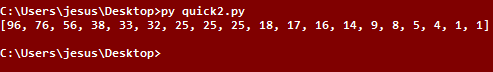 C:\Users\jesus\Desktop>py quick2.py
[96, 76, 56, 38, 33, 32, 25, 25, 25, 18, 17, 16, 14, 9, 8, 5, 4, 1, 1]
C:\Users\jesus\Desktop>